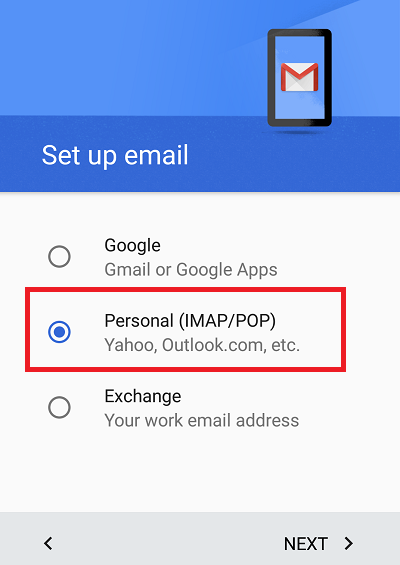 Set up email
Google
Gmail or Google Apps
Personal (IMAP/POP)
Yahoo, Outlook.com, etc.
Exchange
Your work email address
NEXT